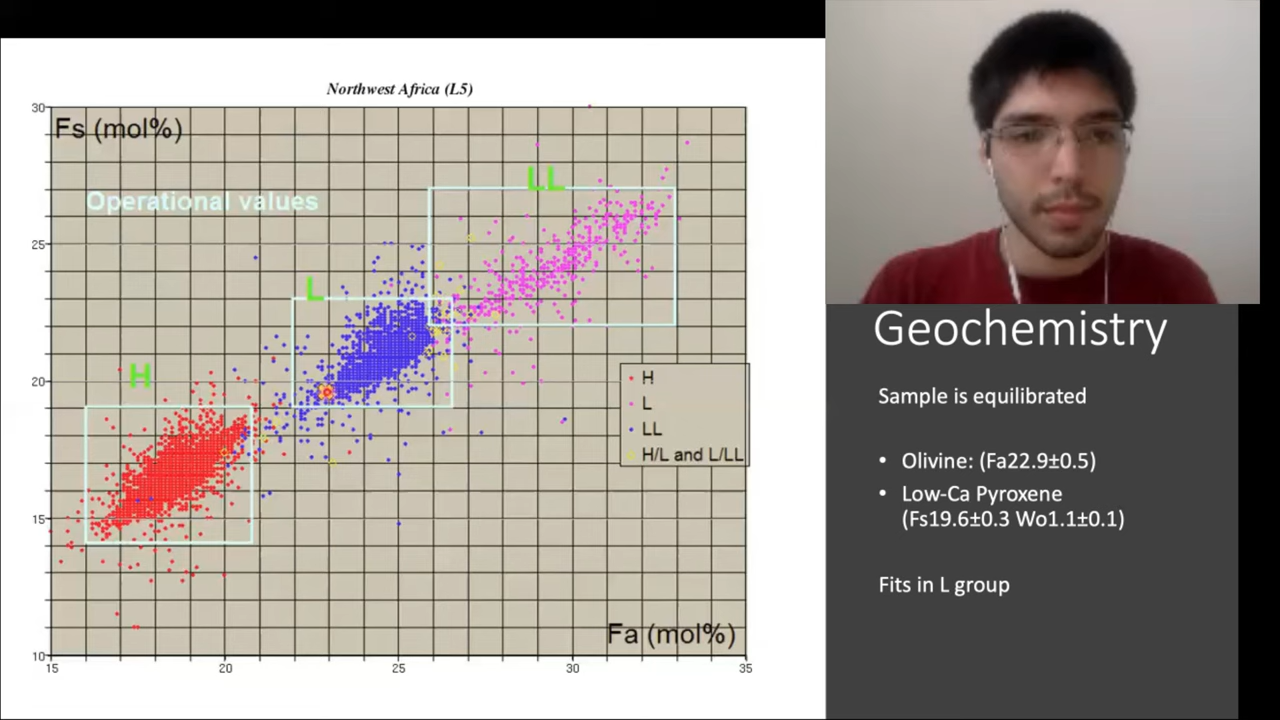 Northwest Africa (L5)
30
Fs (mol%)
LL
Operational values
25
L
H
20
H
L
LL
H/L and L/LL
15
Fa (mol%)
10
15
20
25
30
35
Geochemistry
Sample is equilibrated
• Olivine: (Fa22.9±0.5)
• Low-Ca Pyroxene
(Fs19.6±0.3 Wo1.1±0.1)
Fits in L group